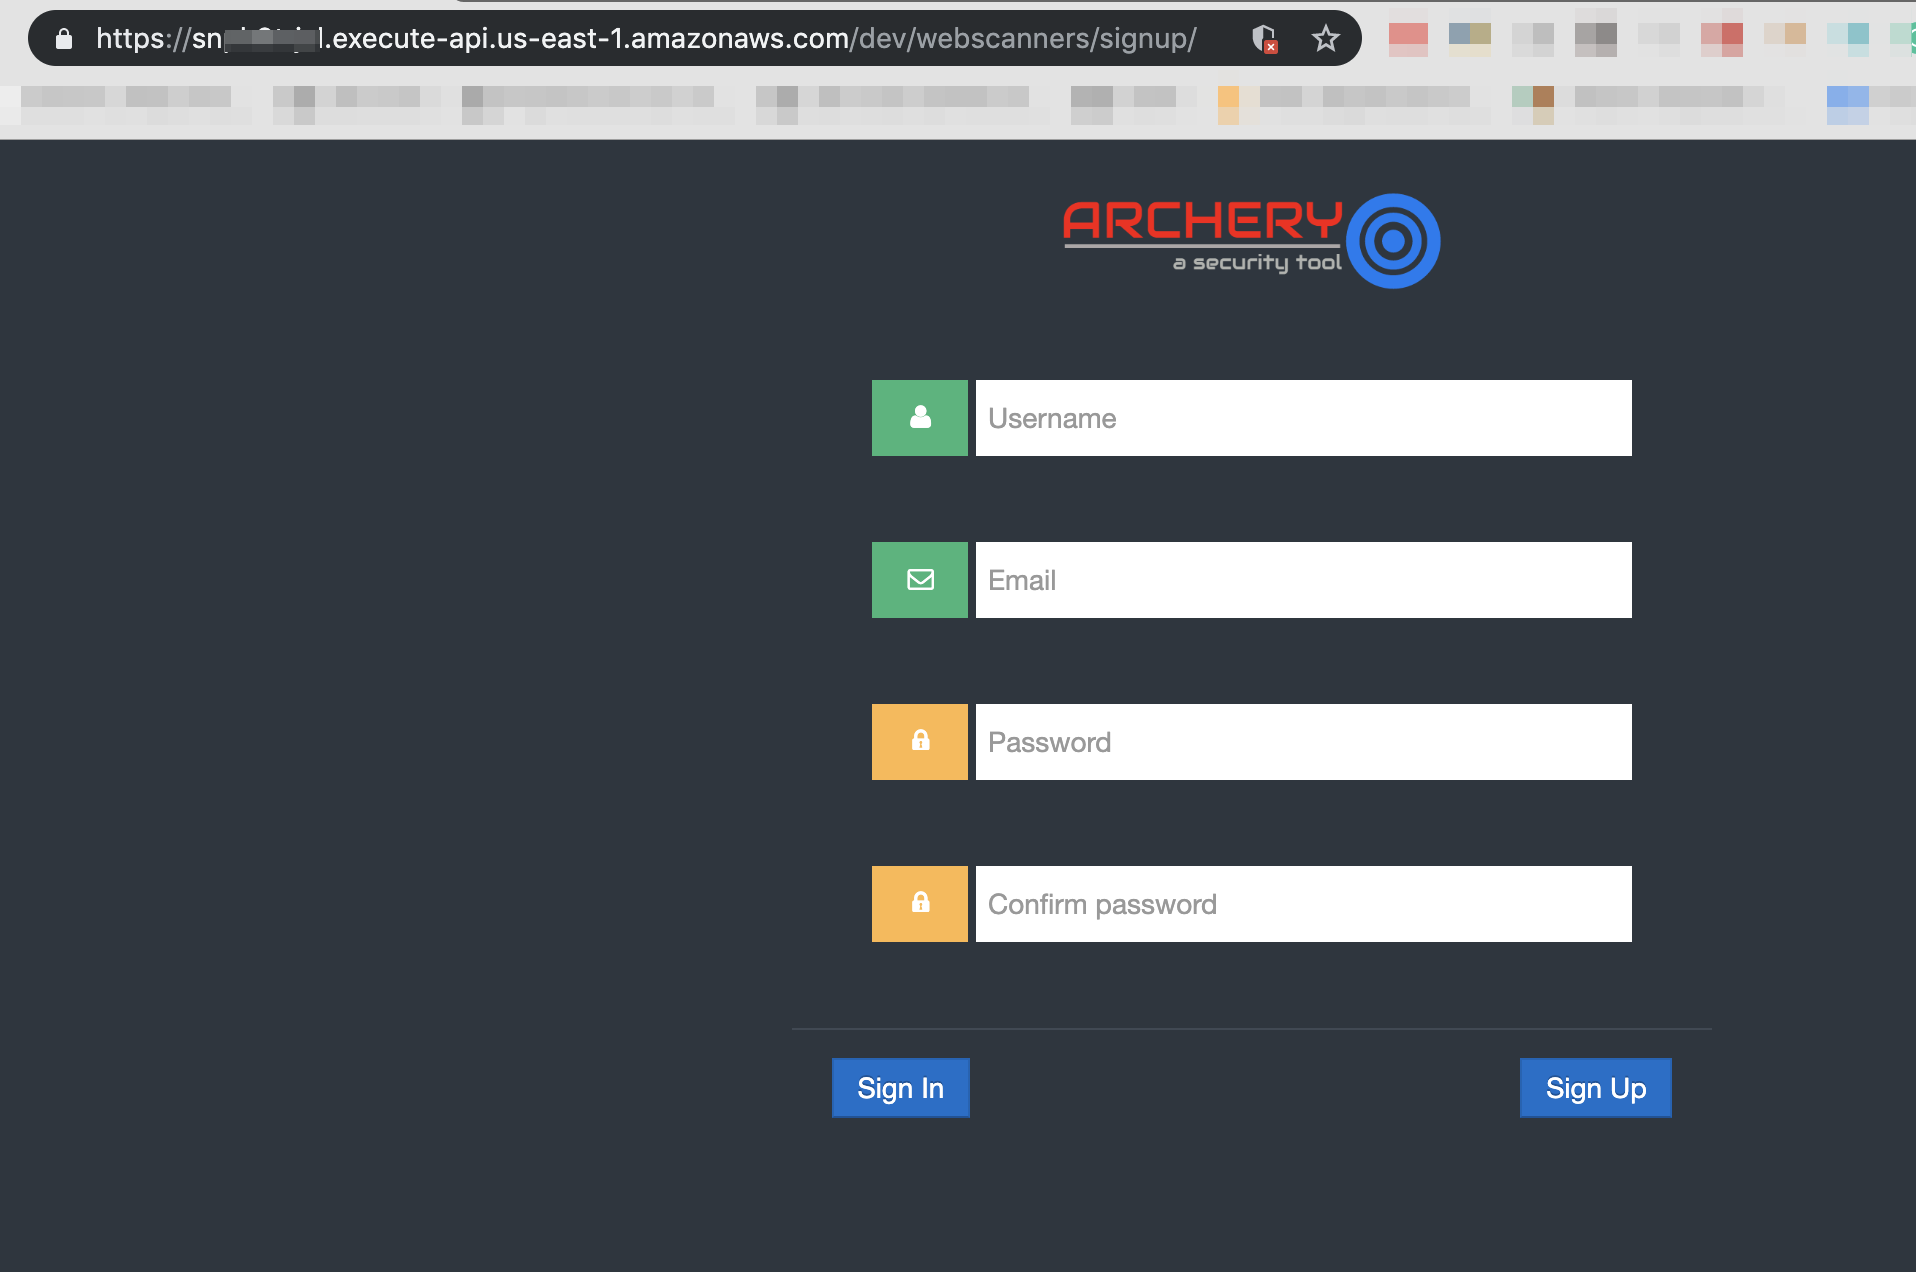 https://sn l.execute-api.us-east-1.amazonaws.com/dev/webscanners/signup/
ARCHERY
a security tool
Username
Email
Password
Confirm password
Sign In
Sign Up